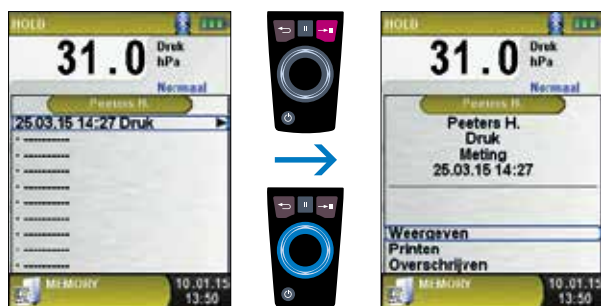 HOLD
31.0 Druk
hPa
Normaal
Peeters H.
25.03.15 14:27 Druk
MEMORY
10.01.15
13:50
HOLD
31.0 Druk
hPa
Normaal
Peeters H.
Peeters H.
Druk
Meting
25.03.15 14:27
Weergeven
Printen
Overschrijven
MEMORY
10.01.15
13:50